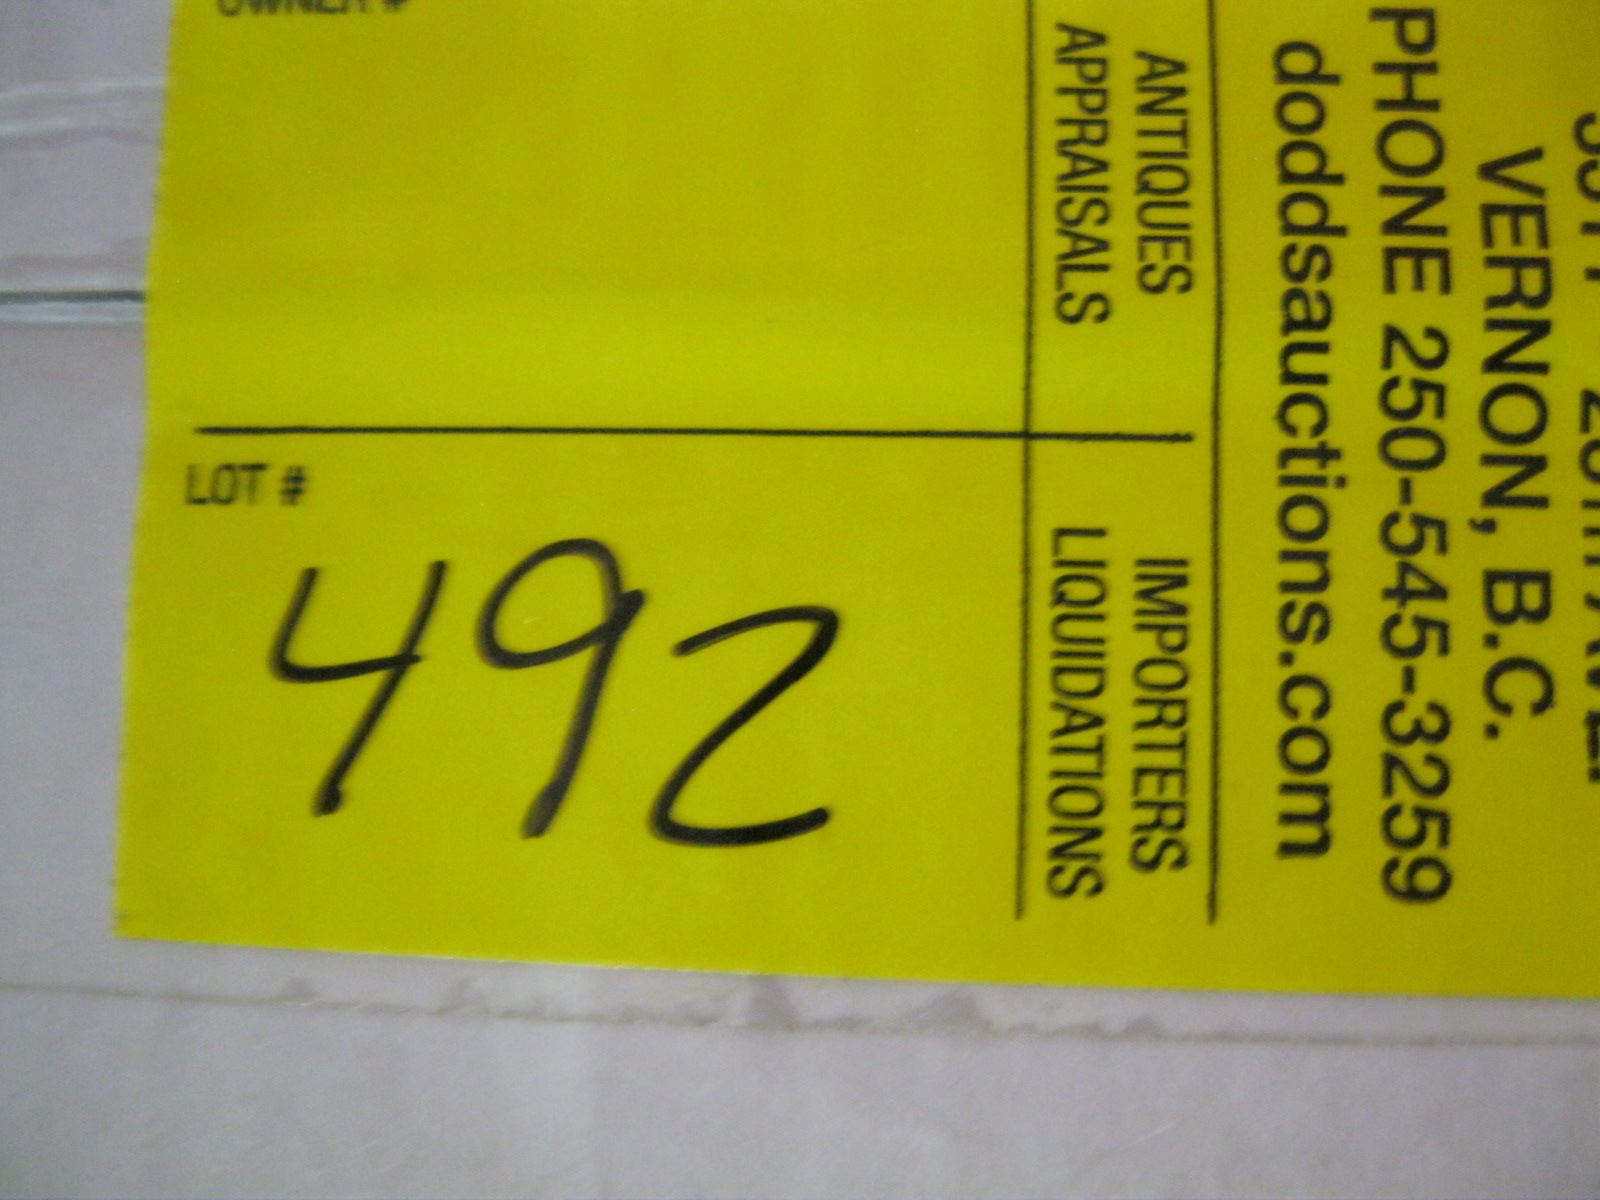 VERNON, B.C.
PHONE 250-545-3259
doddsauctions.com
ANTIQUES IMPORTERS
APPRAISALS LIQUIDATIONS
OWNER #
LOT #
492